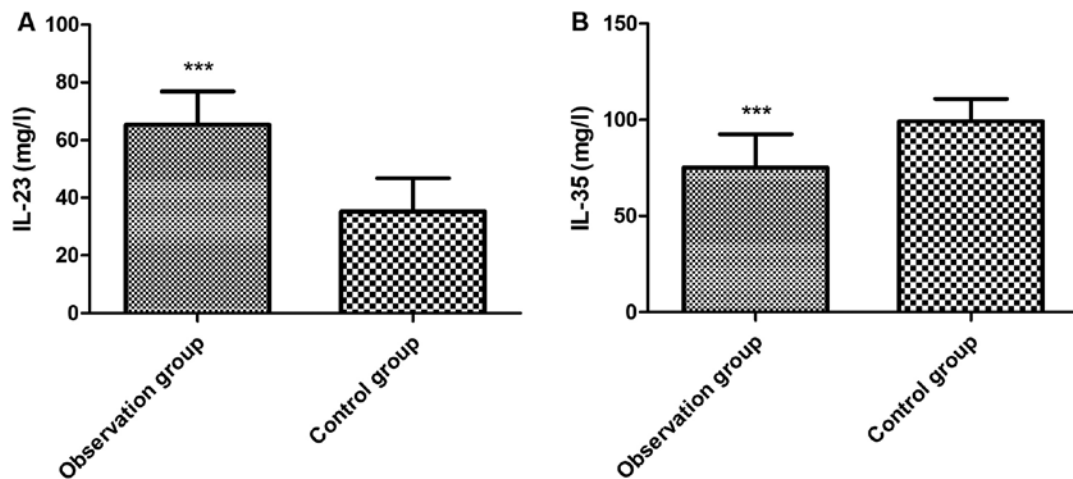 A
IL-23 (mg/l)
100
80
60
40
20
0
***
Observation group
Control group
B
IL-35 (mg/l)
150
100
50
0
***
Observation group
Control group